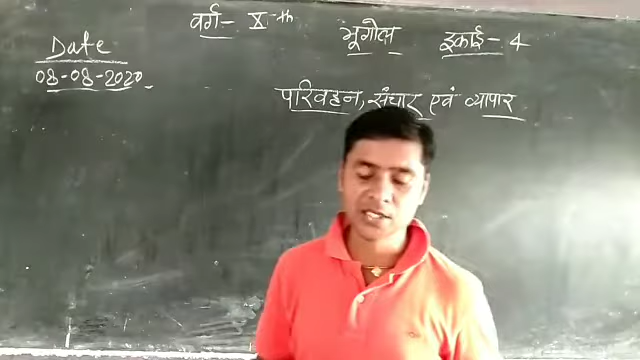 वर्ग- X-th
भूगोल
इकाई- 4
Date
08-08-2020
परिवहन, संचार एवं व्यापार